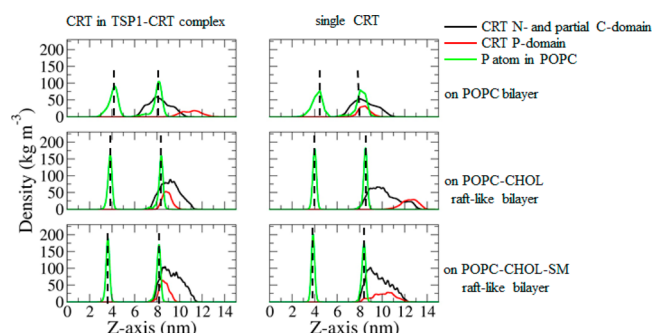 CRT in TSP1-CRT complex
single CRT
CRT N- and partial C-domain
CRT P-domain
P atom in POPC
200
150
100
50
0
on POPC bilayer
Density (kg m⁻³)
200
150
100
50
0
on POPC-CHOL
raft-like bilayer
200
150
100
50
0
on POPC-CHOL-SM
raft-like bilayer
0 2 4 6 8 10 12 14
0 2 4 6 8 10 12 14
Z-axis (nm)
Z-axis (nm)